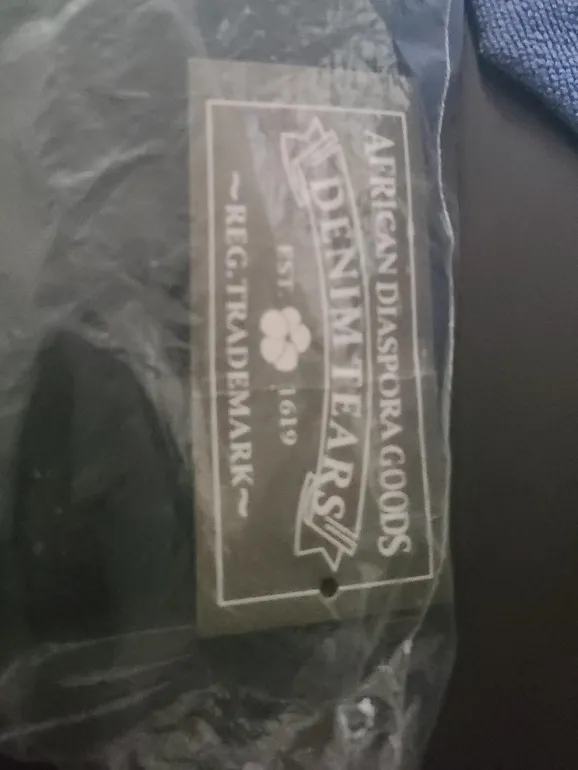 AFRICAN DIASPORA GOODS
DENIM TEARS
EST. 1619
~REG.TRADEMARK~